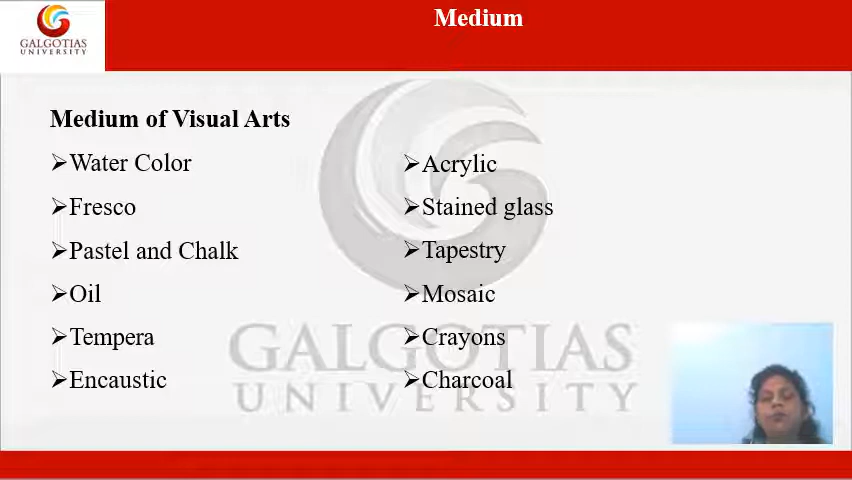 Medium
GALGOTIAS
UNIVERSITY
Medium of Visual Arts
➢Water Color
➢Fresco
➢Pastel and Chalk
➢Oil
➢Tempera
➢Encaustic
➢Acrylic
➢Stained glass
➢Tapestry
➢Mosaic
➢Crayons
➢Charcoal
GALGOTIAS
UNIVERSITY